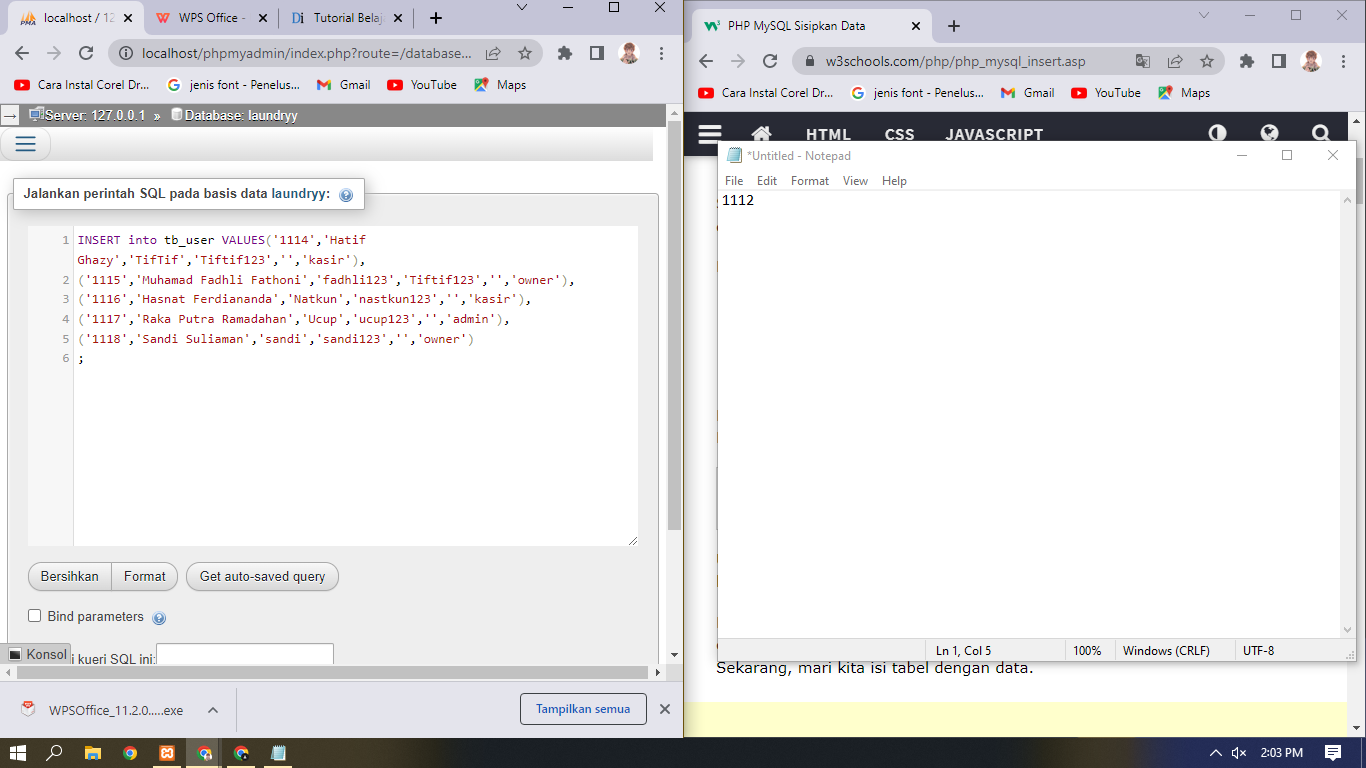 localhost / 12
WPS Office -
Tutorial Belaj
localhost/phpmyadmin/index.php?route=/database...
Cara Instal Corel Dr...
jenis font - Penelus...
Gmail
YouTube
Maps
Server: 127.0.0.1 » Database: laundryy
Jalankan perintah SQL pada basis data laundryy:
1 INSERT into tb_user VALUES('1114','Hatif
Ghazy','TifTif','Tiftif123','','kasir'),
2 ('1115','Muhamad Fadhli Fathoni','fadhli123','Tiftif123','','owner'),
3 ('1116','Hasnat Ferdiananda','Natkun','nastkun123','','kasir'),
4 ('1117','Raka Putra Ramadahan','Ucup','ucup123','','admin'),
5 ('1118','Sandi Suliaman','sandi','sandi123','','owner')
6 ;
Bersihkan
Format
Get auto-saved query
Bind parameters
Konsol
i kueri SQL ini:
WPSOffice_11.2.0.....exe
Tampilkan semua
PHP MySQL Sisipkan Data
w3schools.com/php/php_mysql_insert.asp
Cara Instal Corel Dr...
jenis font - Penelus...
Gmail
YouTube
Maps
HTML
CSS
JAVASCRIPT
*Untitled - Notepad
File Edit Format View Help
1112
Ln 1, Col 5
100%
Windows (CRLF)
UTF-8
Sekarang, mari kita isi tabel dengan data.
2:03 PM